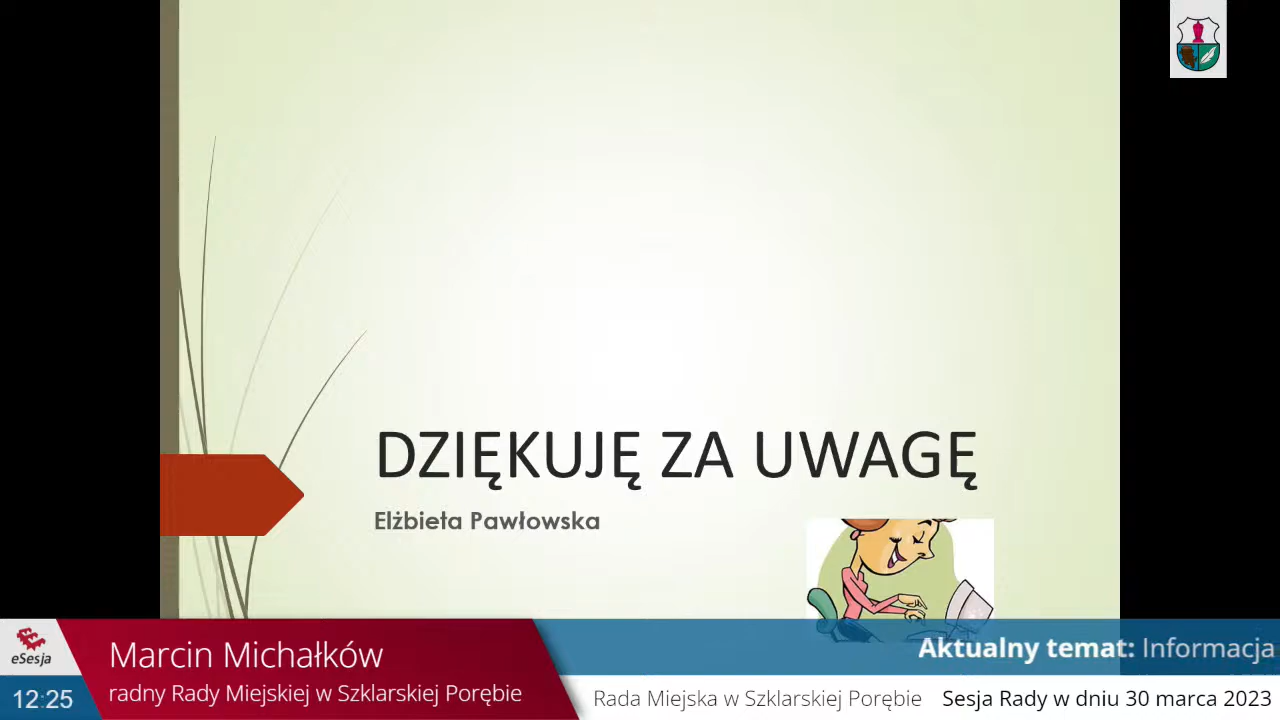 DZIĘKUJĘ ZA UWAGĘ
Elżbieta Pawłowska
eSesja
Marcin Michałków
radny Rady Miejskiej w Szklarskiej Porębie
Aktualny temat: Informacja
12:25
Rada Miejska w Szklarskiej Porębie Sesja Rady w dniu 30 marca 2023